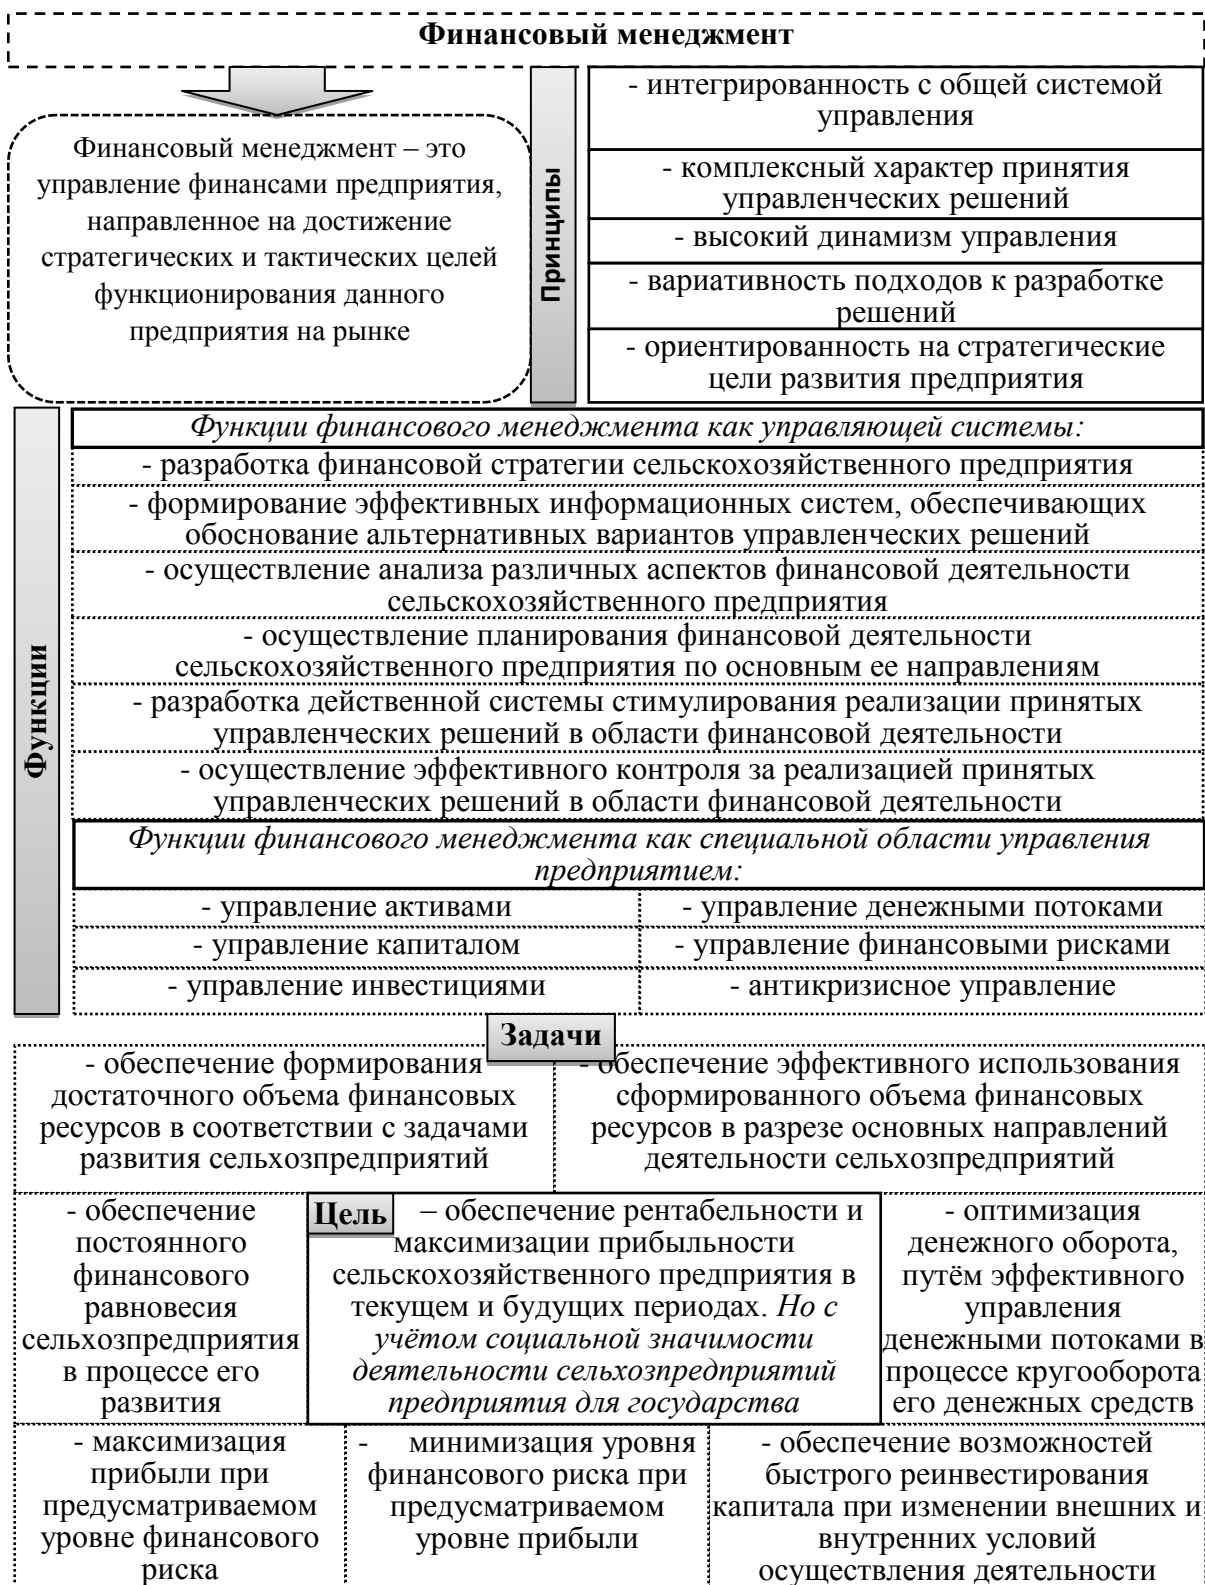 Финансовый менеджмент
Финансовый менеджмент – это
управление финансами предприятия,
направленное на достижение
стратегических и тактических целей
функционирования данного
предприятия на рынке
Принципы
- интегрированность с общей системой
управления
- комплексный характер принятия
управленческих решений
- высокий динамизм управления
- вариативность подходов к разработке
решений
- ориентированность на стратегические
цели развития предприятия
Функции
Функции финансового менеджмента как управляющей системы:
- разработка финансовой стратегии сельскохозяйственного предприятия
- формирование эффективных информационных систем, обеспечивающих
обоснование альтернативных вариантов управленческих решений
- осуществление анализа различных аспектов финансовой деятельности
сельскохозяйственного предприятия
- осуществление планирования финансовой деятельности
сельскохозяйственного предприятия по основным ее направлениям
- разработка действенной системы стимулирования реализации принятых
управленческих решений в области финансовой деятельности
- осуществление эффективного контроля за реализацией принятых
управленческих решений в области финансовой деятельности
Функции финансового менеджмента как специальной области управления
предприятием:
- управление активами
- управление денежными потоками
- управление капиталом
- управление финансовыми рисками
- управление инвестициями
- антикризисное управление
Задачи
- обеспечение формирования
достаточного объема финансовых
ресурсов в соответствии с задачами
развития сельхозпредприятий
- обеспечение эффективного использования
сформированного объема финансовых
ресурсов в разрезе основных направлений
деятельности сельхозпредприятий
- обеспечение
постоянного
финансового
равновесия
сельхозпредприятия
в процессе его
развития
Цель – обеспечение рентабельности и
максимизации прибыльности
сельскохозяйственного предприятия в
текущем и будущих периодах. Но с
учётом социальной значимости
деятельности сельхозпредприятий
предприятия для государства
- оптимизация
денежного оборота,
путём эффективного
управления
денежными потоками в
процессе кругооборота
его денежных средств
- максимизация
прибыли при
предусматриваемом
уровне финансового
риска
- минимизация уровня
финансового риска при
предусматриваемом
уровне прибыли
- обеспечение возможностей
быстрого реинвестирования
капитала при изменении внешних и
внутренних условий
осуществления деятельности